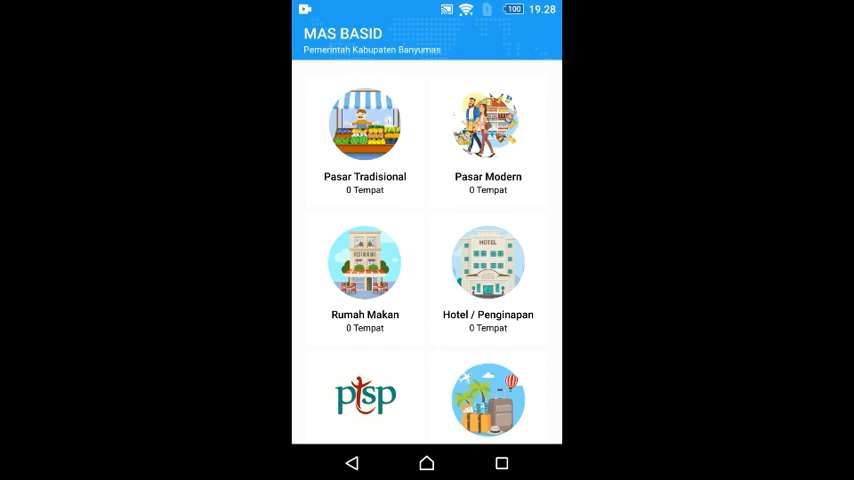 100 19.28
MAS BASID
Pemerintah Kabupaten Banyumas
Pasar Tradisional
0 Tempat
Pasar Modern
0 Tempat
RESTAURANT
HOTEL
Rumah Makan
0 Tempat
Hotel / Penginapan
0 Tempat
ptsp